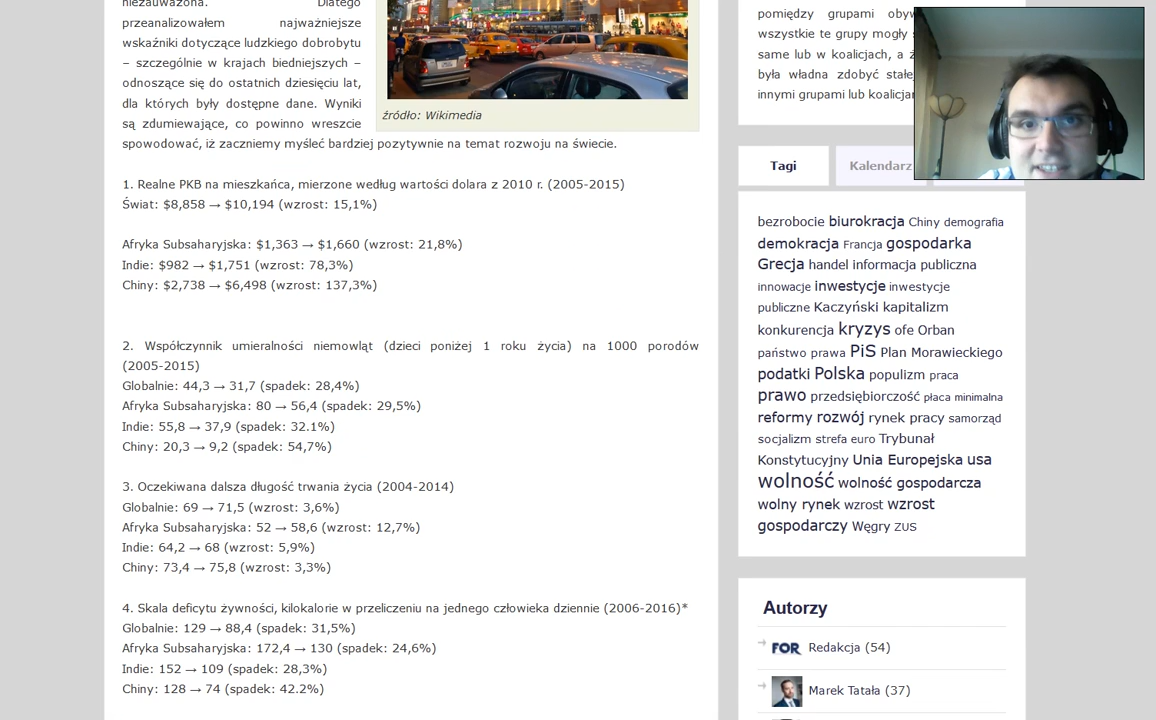 niezauważona. Dlatego
przeanalizowałem najważniejsze
wskaźniki dotyczące ludzkiego dobrobytu
– szczególnie w krajach biedniejszych –
odnoszące się do ostatnich dziesięciu lat,
dla których były dostępne dane. Wyniki
są zdumiewające, co powinno wreszcie
spowodować, iż zaczniemy myśleć bardziej pozytywnie na temat rozwoju na świecie.
źródło: Wikimedia
1. Realne PKB na mieszkańca, mierzone według wartości dolara z 2010 r. (2005-2015)
Świat: $8,858 → $10,194 (wzrost: 15,1%)
Afryka Subsaharyjska: $1,363 → $1,660 (wzrost: 21,8%)
Indie: $982 → $1,751 (wzrost: 78,3%)
Chiny: $2,738 → $6,498 (wzrost: 137,3%)
2. Współczynnik umieralności niemowląt (dzieci poniżej 1 roku życia) na 1000 porodów
(2005-2015)
Globalnie: 44,3 → 31,7 (spadek: 28,4%)
Afryka Subsaharyjska: 80 → 56,4 (spadek: 29,5%)
Indie: 55,8 → 37,9 (spadek: 32.1%)
Chiny: 20,3 → 9,2 (spadek: 54,7%)
3. Oczekiwana dalsza długość trwania życia (2004-2014)
Globalnie: 69 → 71,5 (wzrost: 3,6%)
Afryka Subsaharyjska: 52 → 58,6 (wzrost: 12,7%)
Indie: 64,2 → 68 (wzrost: 5,9%)
Chiny: 73,4 → 75,8 (wzrost: 3,3%)
4. Skala deficytu żywności, kilokalorie w przeliczeniu na jednego człowieka dziennie (2006-2016)*
Globalnie: 129 → 88,4 (spadek: 31,5%)
Afryka Subsaharyjska: 172,4 → 130 (spadek: 24,6%)
Indie: 152 → 109 (spadek: 28,3%)
Chiny: 128 → 74 (spadek: 42.2%)
pomiędzy grupami
wszystkie te grupy mogły
same lub w koalicjach, a
była władna zdobyć
innymi grupami lub
Tagi Kalendarz
bezrobocie biurokracja Chiny demografia
demokracja Francja gospodarka
Grecja handel informacja publiczna
innowacje inwestycje inwestycje
publiczne Kaczyński kapitalizm
konkurencja kryzys ofe Orban
państwo prawa PiS Plan Morawieckiego
podatki Polska populizm praca
prawo przedsiębiorczość płaca minimalna
reformy rozwój rynek pracy samorząd
socjalizm strefa euro Trybunał
Konstytucyjny Unia Europejska usa
wolność wolność gospodarcza
wolny rynek wzrost wzrost
gospodarczy Węgry ZUS
Autorzy
FOR Redakcja (54)
Marek Tatała (37)